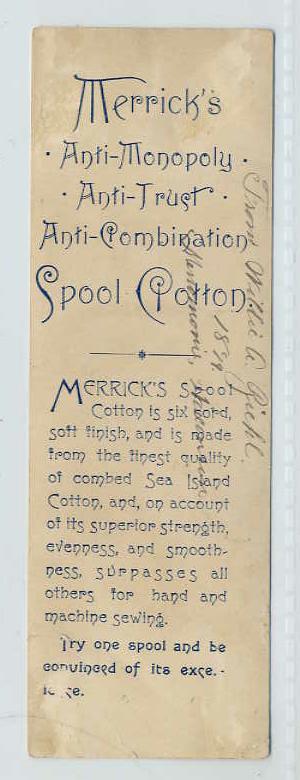 Merrick's
· Anti-Monopoly ·
· Anti-Trust ·
Anti-Combination
Spool Cotton
MERRICK'S Spool
Cotton is six cord,
soft finish, and is made
from the finest quality
of combed Sea Island
Cotton, and, on account
of its superior strength,
evenness, and smooth-
ness, surpasses all
others for hand and
machine sewing.
Try one spool and be
convinced of its exce
From Willie A.